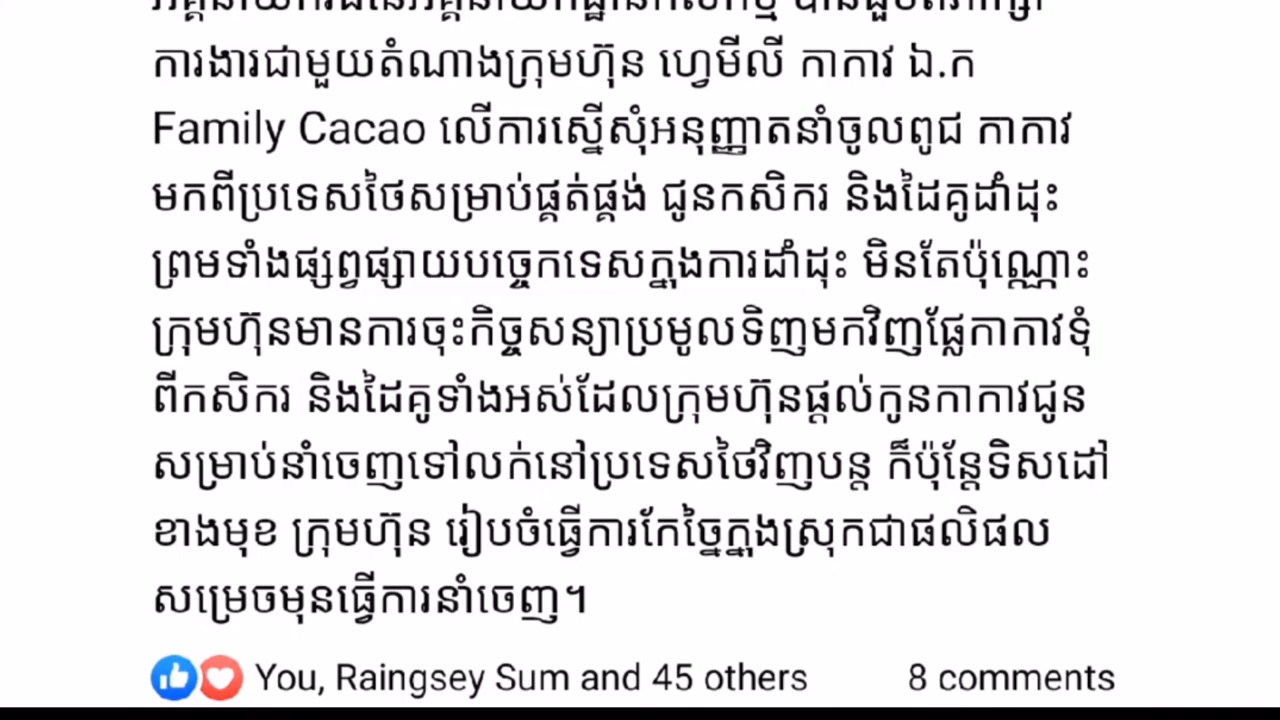 ការងារជាមួយតំណាងក្រុមហ៊ុន ហ្វេមីលី កាកាវ ឯ.ក
Family Cacao លើការស្នើសុំអនុញ្ញាតនាំចូលពូជ កាកាវ
មកពីប្រទេសថៃសម្រាប់ផ្គត់ផ្គង់ ជូនកសិករ និងដៃគូដាំដុះ
ព្រមទាំងផ្សព្វផ្សាយបច្ចេកទេសក្នុងការដាំដុះ មិនតែប៉ុណ្ណោះ
ក្រុមហ៊ុនមានការចុះកិច្ចសន្យាប្រមូលទិញមកវិញផ្លែកាកាវទុំ
ពីកសិករ និងដៃគូទាំងអស់ដែលក្រុមហ៊ុនផ្តល់កូនកាកាវជូន
សម្រាប់នាំចេញទៅលក់នៅប្រទេសថៃវិញបន្ត ក៏ប៉ុន្តែទិសដៅ
ខាងមុខ ក្រុមហ៊ុន រៀបចំធ្វើការកែច្នៃក្នុងស្រុកជាផលិផល
សម្រេចមុនធ្វើការនាំចេញ។
You, Raingsey Sum and 45 others 8 comments